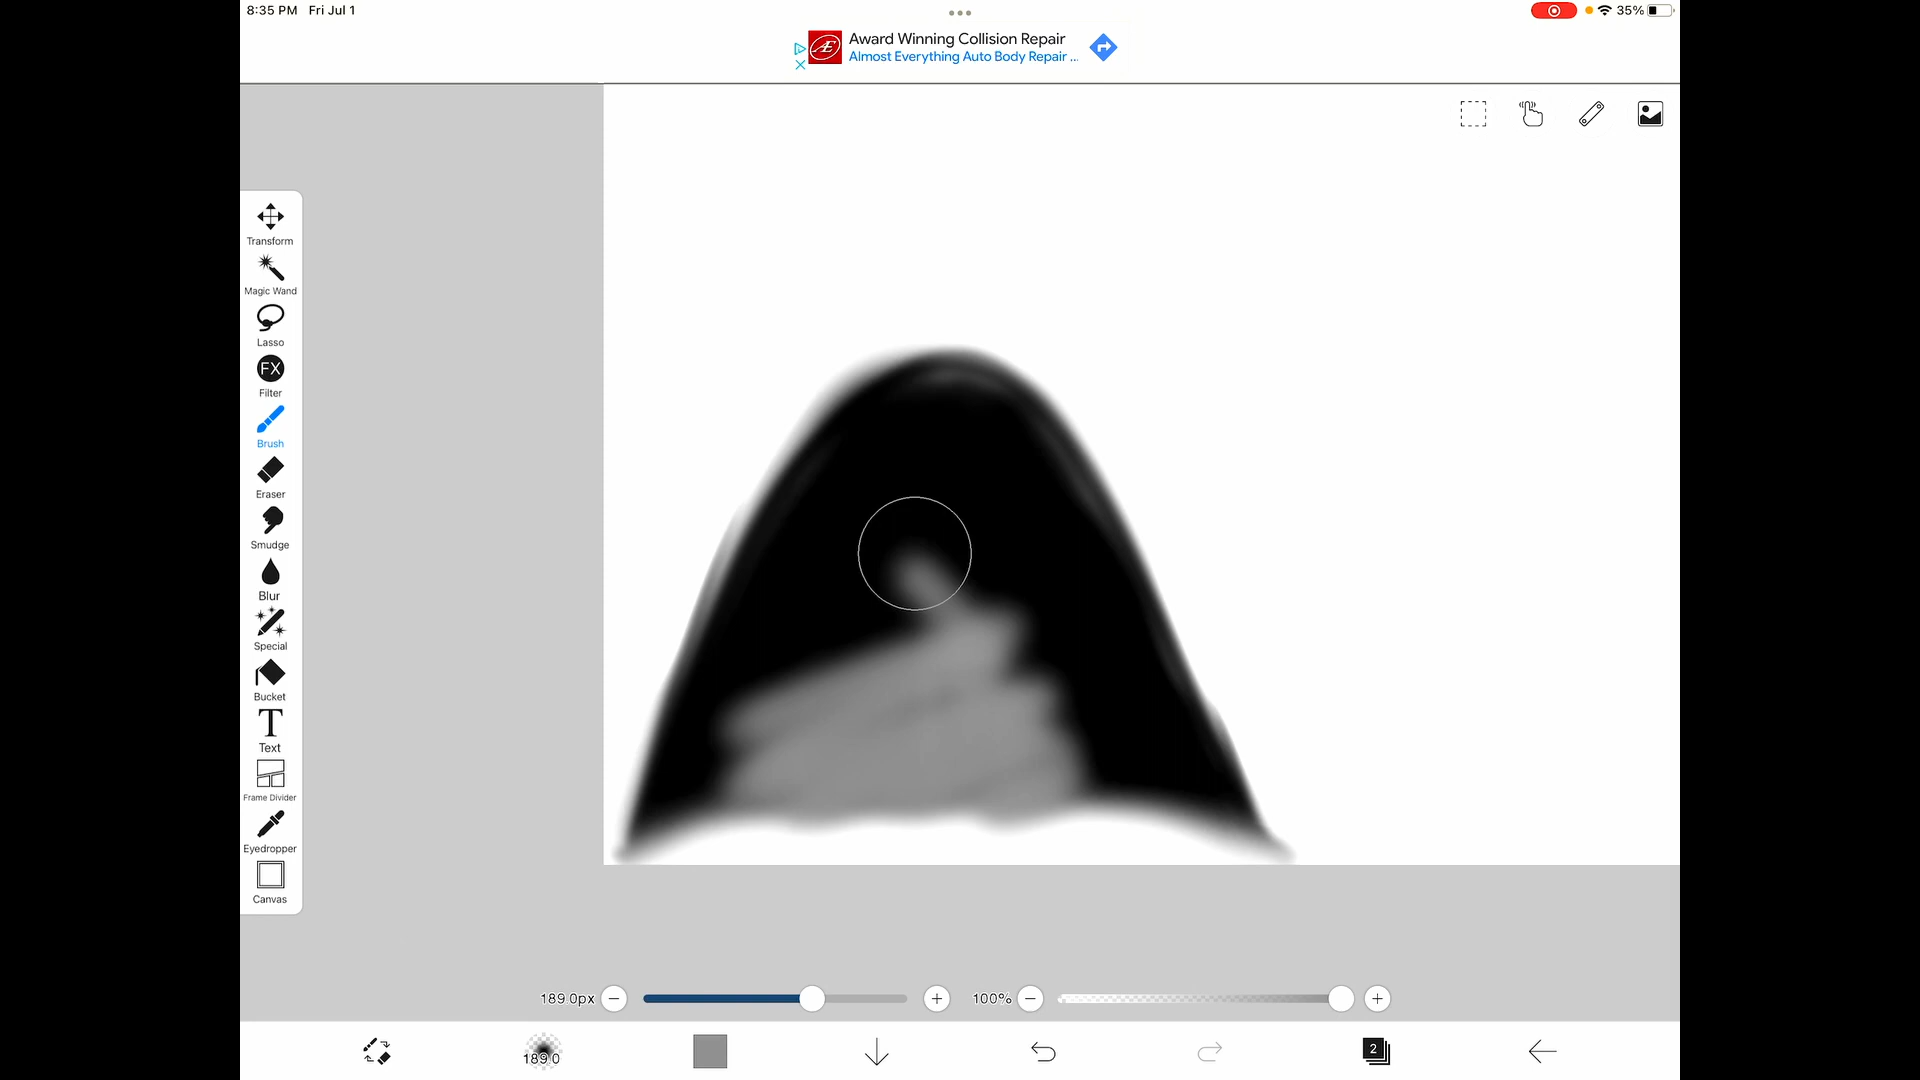 8:35 PM Fri Jul 1
35%
Award Winning Collision Repair
Almost Everything Auto Body Repair ...
Transform
Magic Wand
Lasso
FX
Filter
Brush
Eraser
Smudge
Blur
Special
Bucket
T
Text
Frame Divider
Eyedropper
Canvas
189.0px
100%
189.0
2